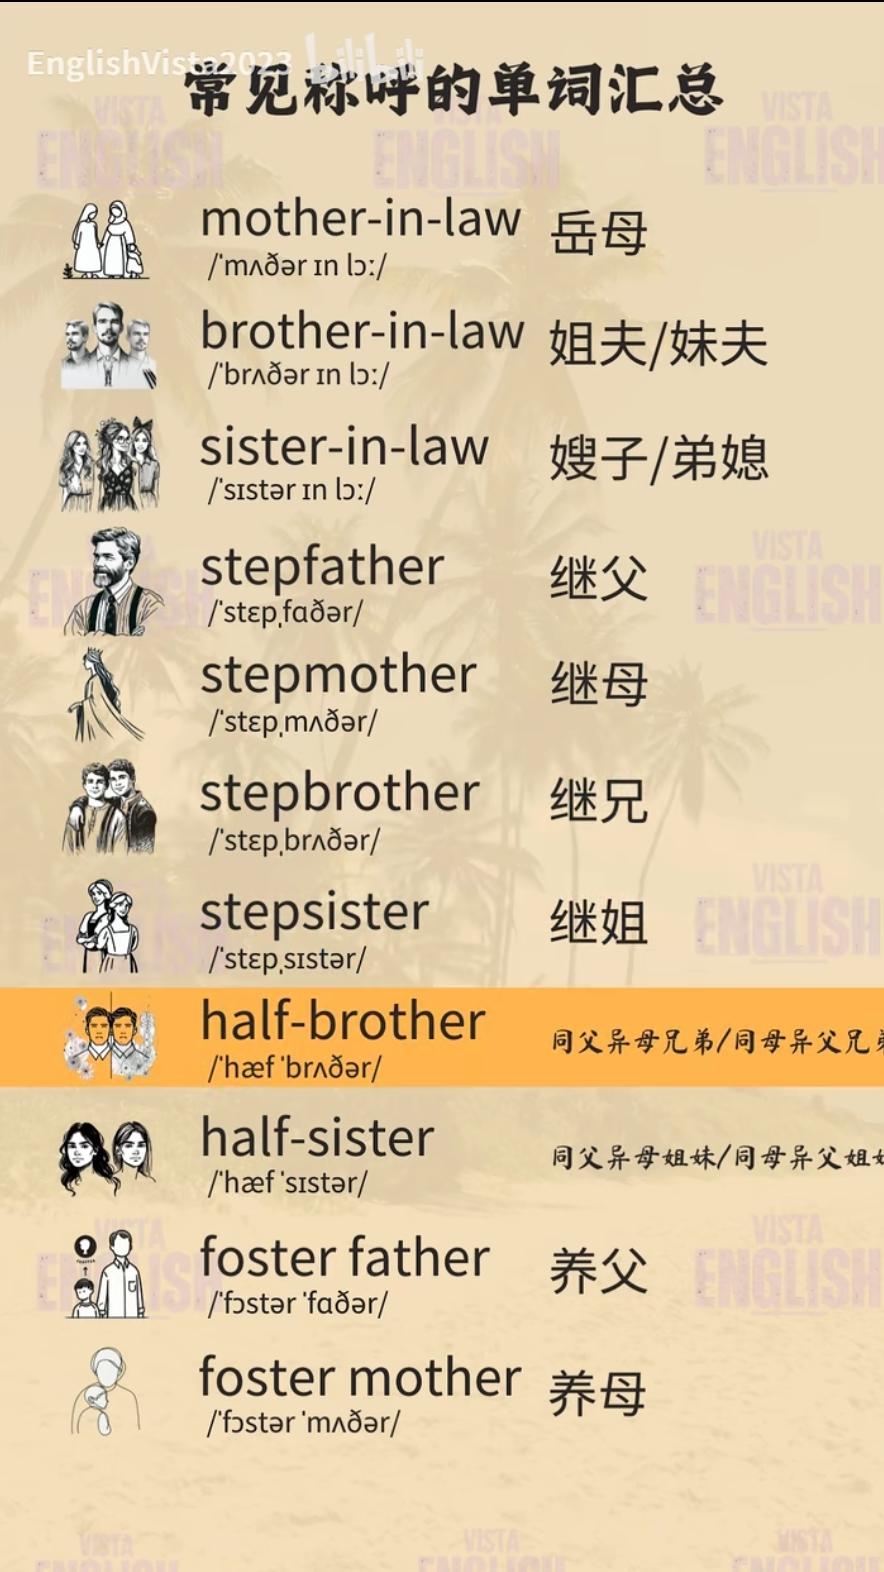 EnglishVista2023 bilibili
常见称呼的单词汇总
mother-in-law 岳母
/ˈmʌðər ɪn lɔː/
brother-in-law 姐夫/妹夫
/ˈbrʌðər ɪn lɔː/
sister-in-law 嫂子/弟媳
/ˈsɪstər ɪn lɔː/
stepfather 继父
/ˈstɛpˌfɑðər/
stepmother 继母
/ˈstɛpˌmʌðər/
stepbrother 继兄
/ˈstɛpˌbrʌðər/
stepsister 继姐
/ˈstɛpˌsɪstər/
half-brother 同父异母兄弟/同母异父兄弟
/ˈhæf ˈbrʌðər/
half-sister 同父异母姐妹/同母异父姐妹
/ˈhæf ˈsɪstər/
foster father 养父
/ˈfɔstər ˈfɑðər/
foster mother 养母
/ˈfɔstər ˈmʌðər/
VISTA
ENGLISH